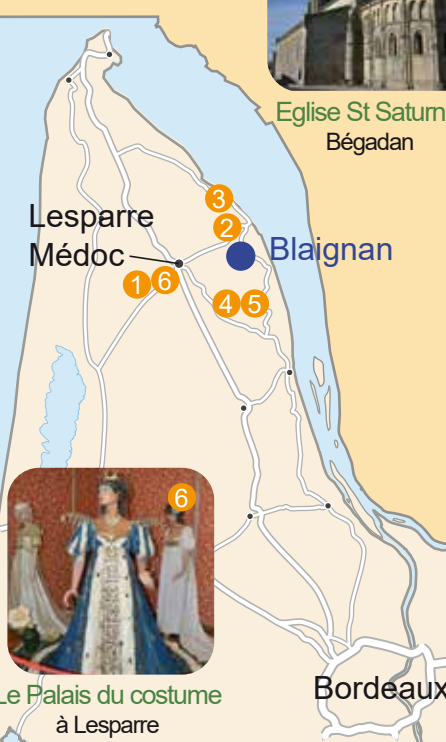 Eglise St Saturn
Bégadan
3
2
Lesparre
Médoc
Blaignan
1 6
4 5
6
Le Palais du costume
à Lesparre
Bordeaux